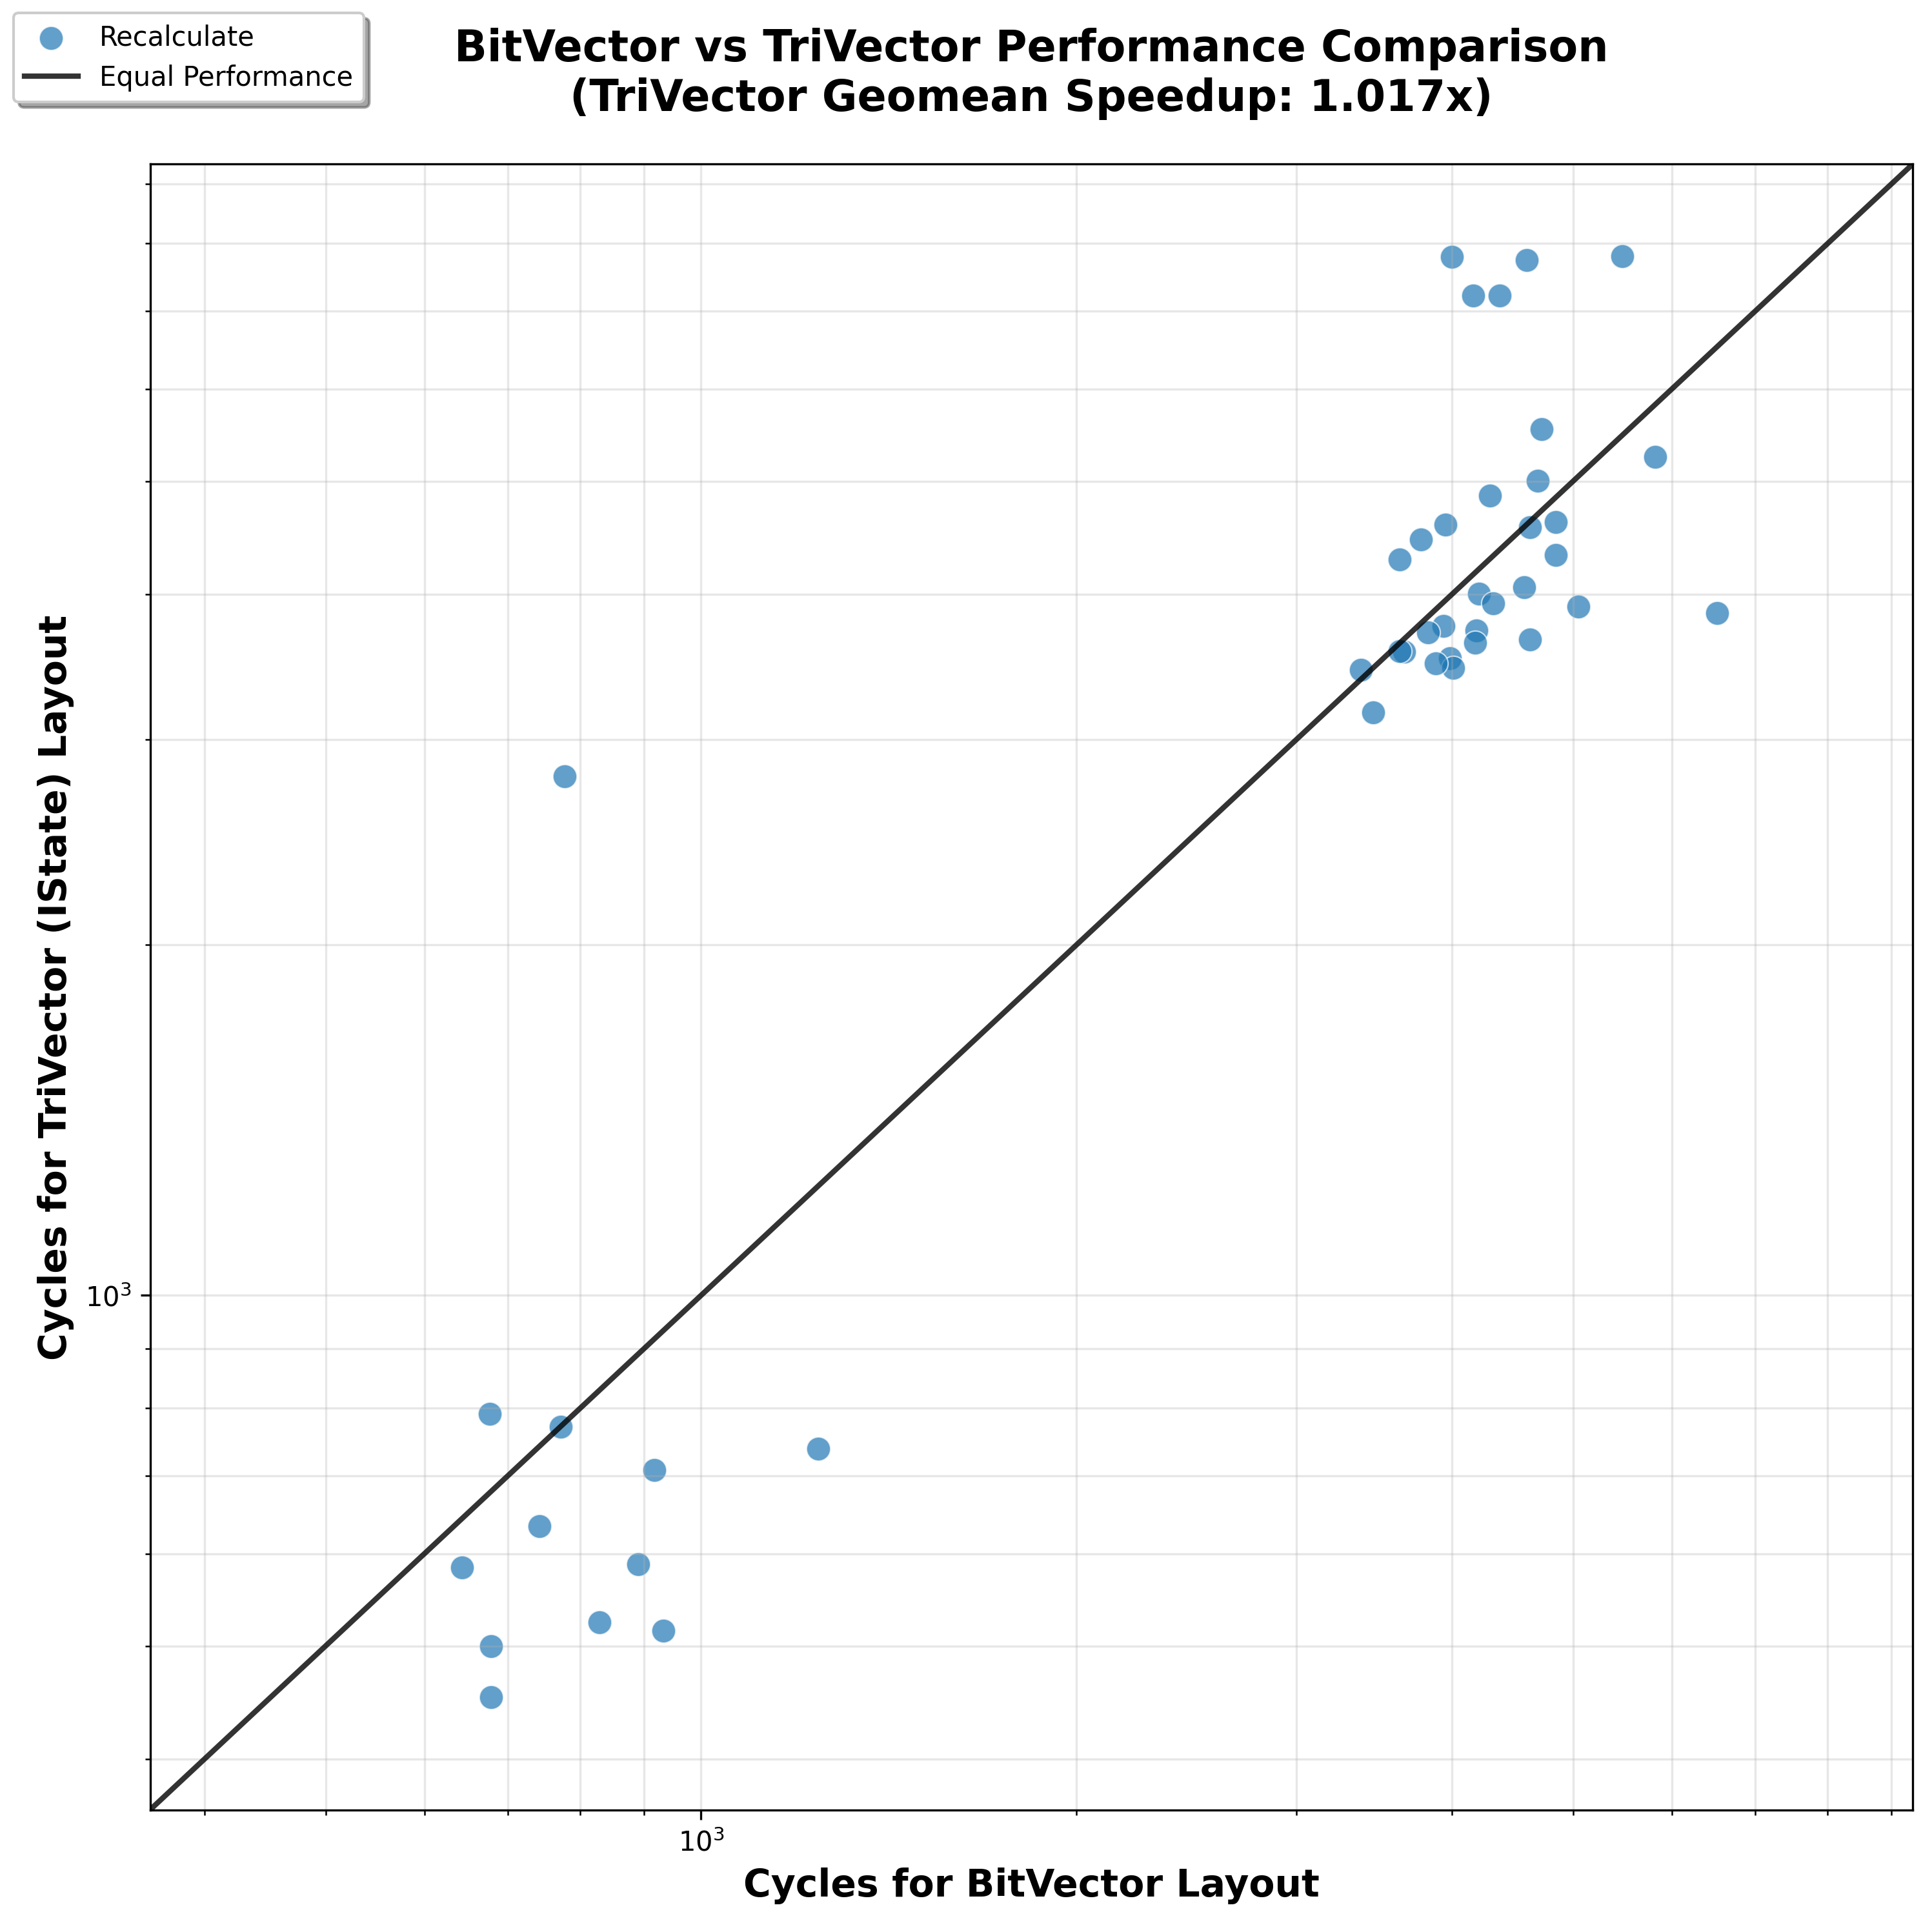 Recalculate
Equal Performance
BitVector vs TriVector Performance Comparison
(TriVector Geomean Speedup: 1.017x)
Cycles for TriVector (IState) Layout
10³
10³
Cycles for BitVector Layout